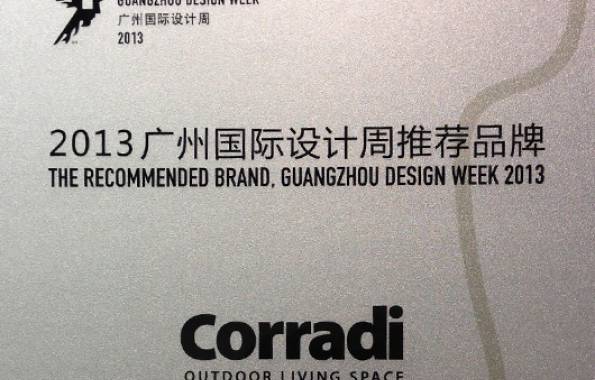 GUANGZHOU DESIGN WEEK
广州国际设计周
2013
2013广州国际设计周推荐品牌
THE RECOMMENDED BRAND, GUANGZHOU DESIGN WEEK 2013
Corradi
OUTDOOR LIVING SPACE